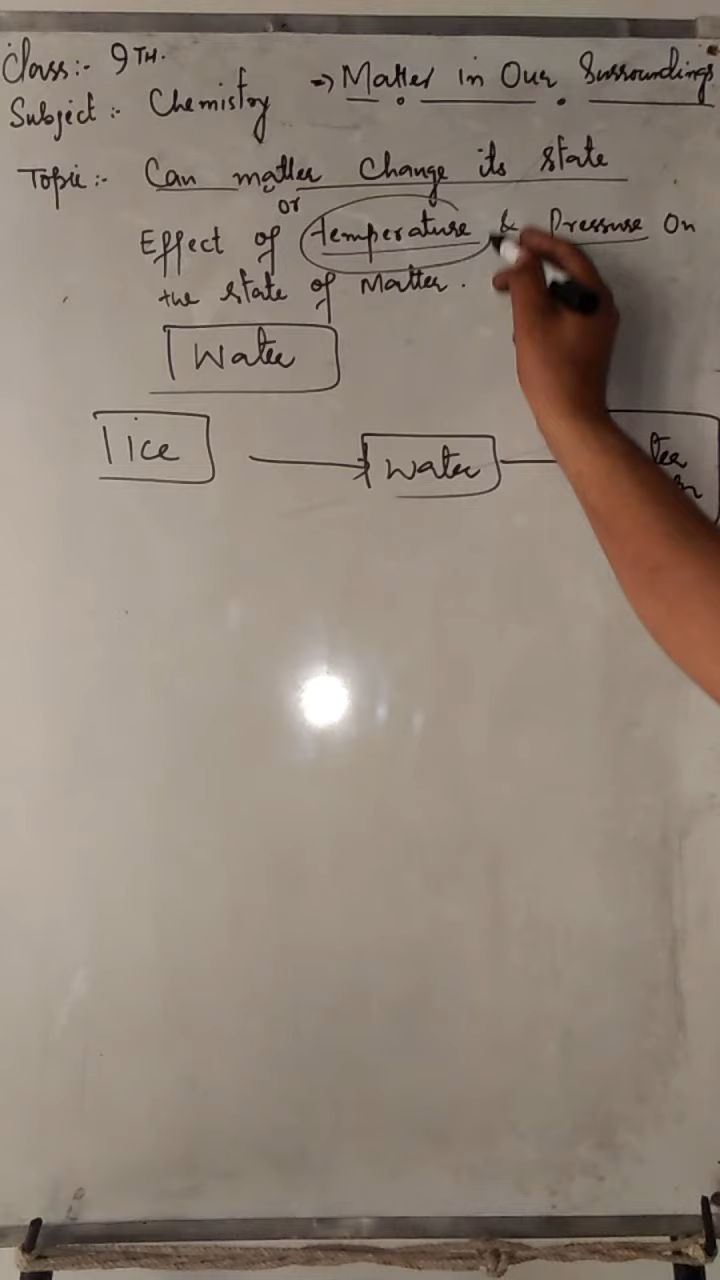 Class:- 9TH.
Subject:- Chemistry
→ Matter in Our Surroundings
Topic:- Can matter Change its state
or
Effect of temperature & Pressure On
the state of Matter.
Water
ice
Water